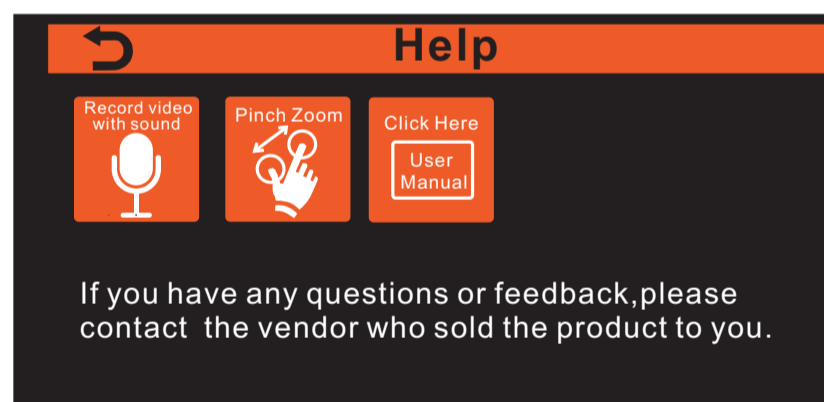 Help
Record video
with sound
Pinch Zoom
Click Here
User
Manual
If you have any questions or feedback,please
contact  the vendor who sold the product to you.